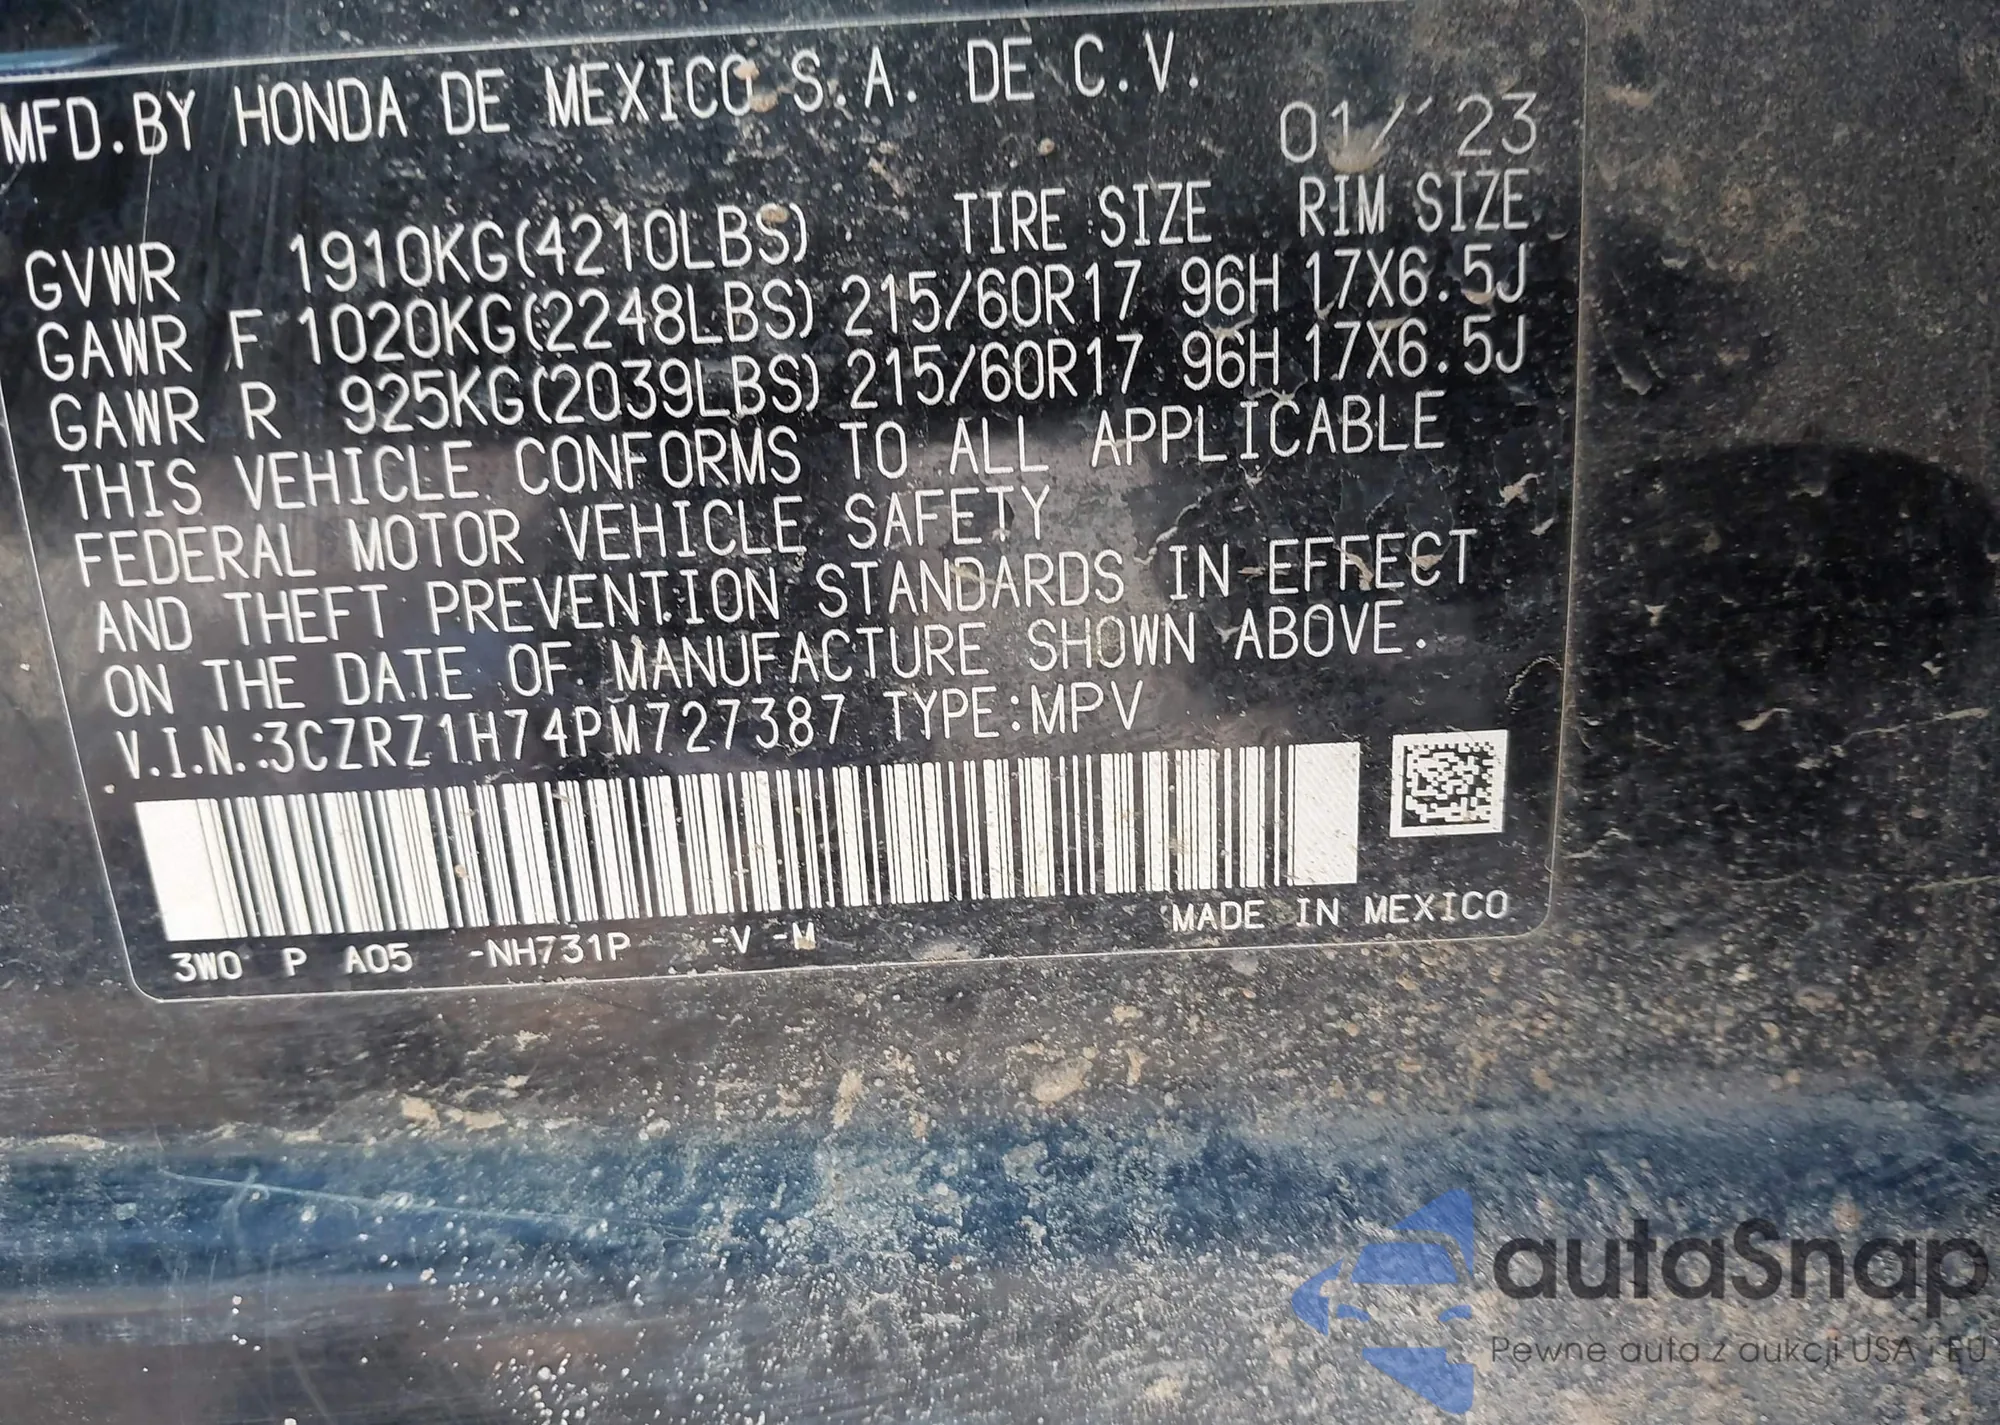 MFD.BY HONDA DE MEXICO S.A. DE C.V.
01/'23
TIRE SIZE RIM SIZE
GVWR 1910KG(4210LBS)
GAWR F 1020KG(2248LBS) 215/60R17 96H 17X6.5J
GAWR R 925KG(2039LBS) 215/60R17 96H 17X6.5J
THIS VEHICLE CONFORMS TO ALL APPLICABLE
FEDERAL MOTOR VEHICLE SAFETY
AND THEFT PREVENTION STANDARDS IN EFFECT
ON THE DATE OF MANUFACTURE SHOWN ABOVE.
V.I.N.:3CZRZ1H74PM727387 TYPE:MPV
MADE IN MEXICO
3W0 P A05 -NH731P -V -M
autaSnap
Pewne auta z aukcji USA i EU